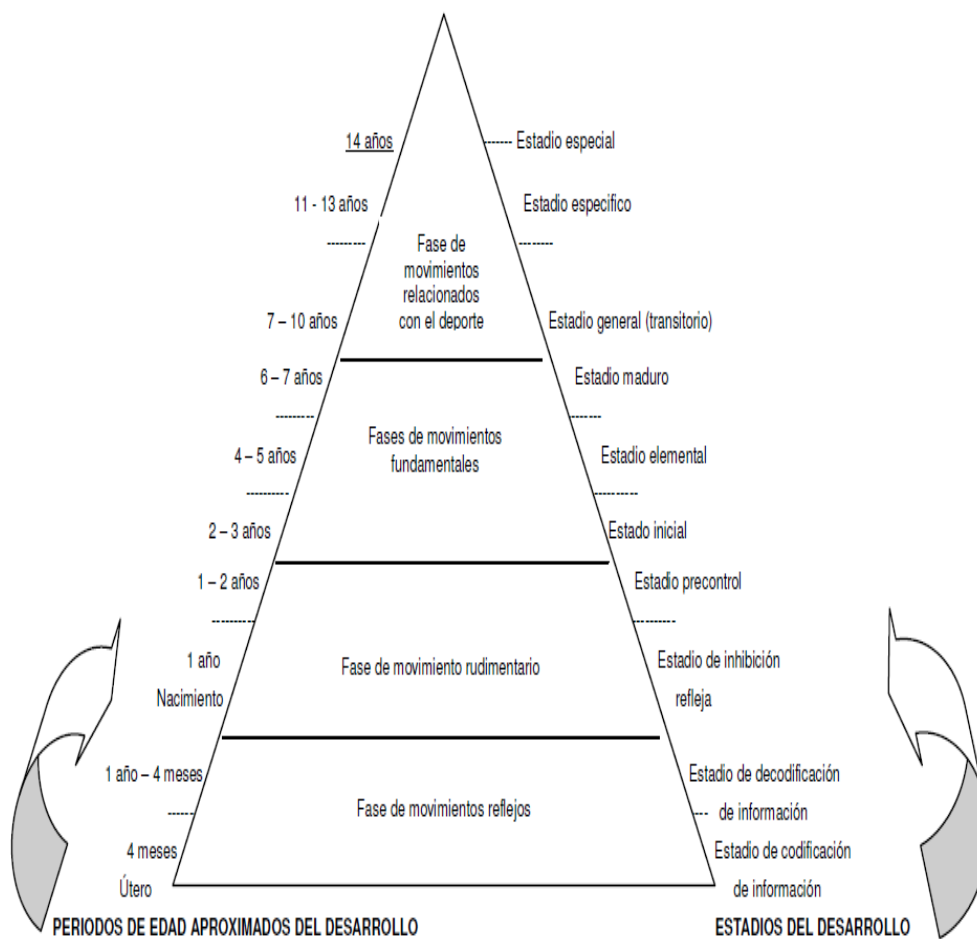 14 años
Estadio especial
11 - 13 años
Estadio especifico
Fase de
movimientos
relacionados
con el deporte
7 – 10 años
Estadio general (transitorio)
6 – 7 años
Estadio maduro
Fases de movimientos
fundamentales
4 – 5 años
Estadio elemental
2 – 3 años
Estado inicial
1 – 2 años
Estadio precontrol
1 año
Nacimiento
Fase de movimiento rudimentario
Estadio de inhibición
refleja
1 año – 4 meses
Estadio de decodificación
de información
Fase de movimientos reflejos
4 meses
Útero
Estadio de codificación
de información
PERIODOS DE EDAD APROXIMADOS DEL DESARROLLO
ESTADIOS DEL DESARROLLO